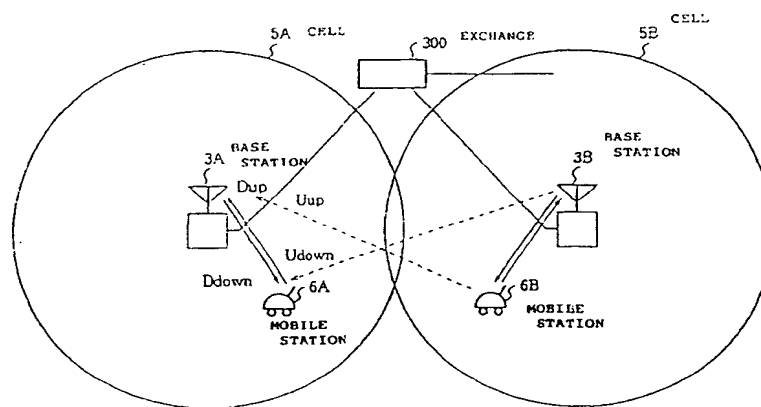 5A CELL
300 EXCHANGE
5B CELL
BASE
STATION
3A
BASE
STATION
3B
Dup
Uup
Udown
Ddown
6A
MOBILE
STATION
6B
MOBILE
STATION